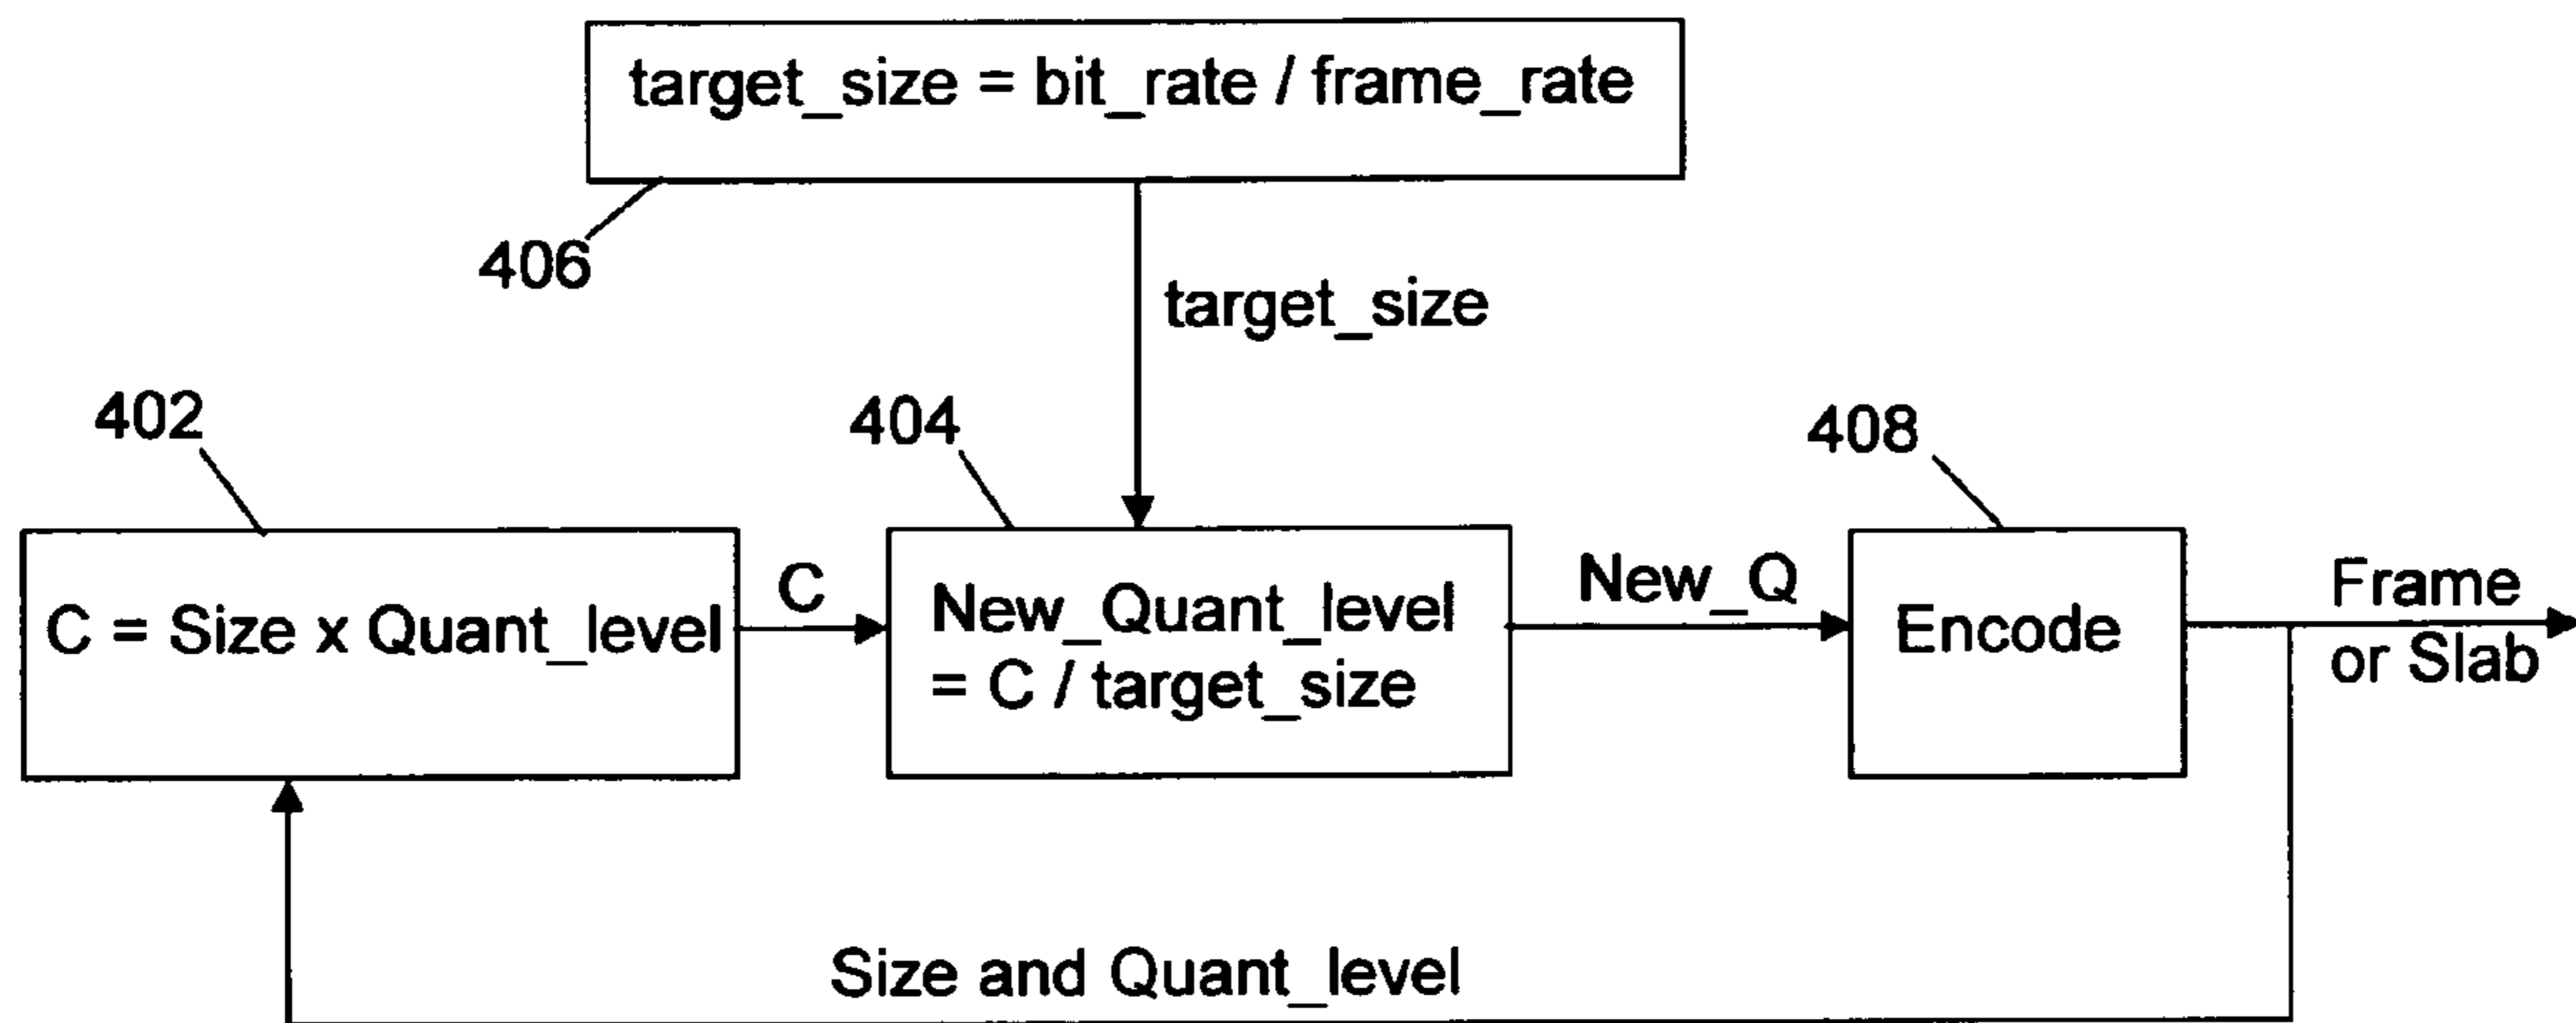 target_size = bit_rate / frame_rate
406
target_size
402
404
408
C = Size x Quant_level
C
New_Quant_level
= C / target_size
New_Q
Encode
Frame
or Slab
Size and Quant_level